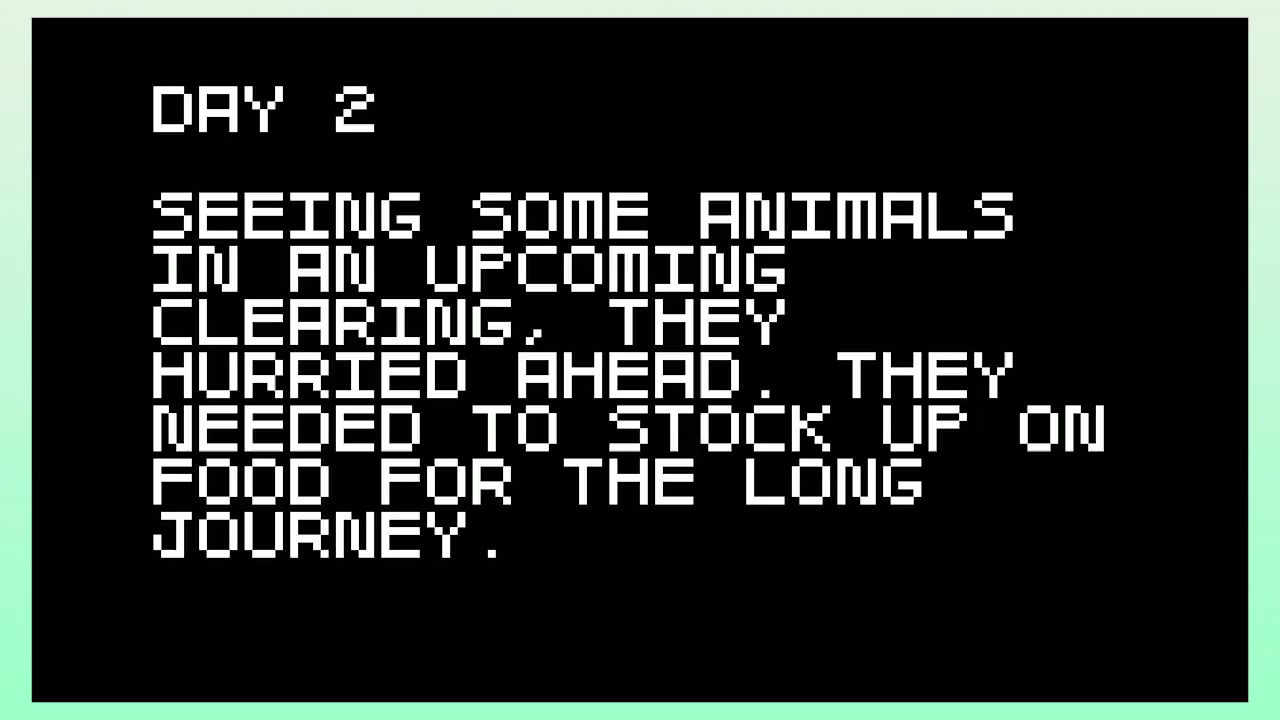 DAY 2
SEEING SOME ANIMALS
IN AN UPCOMING
CLEARING, THEY
HURRIED AHEAD. THEY
NEEDED TO STOCK UP ON
FOOD FOR THE LONG
JOURNEY.